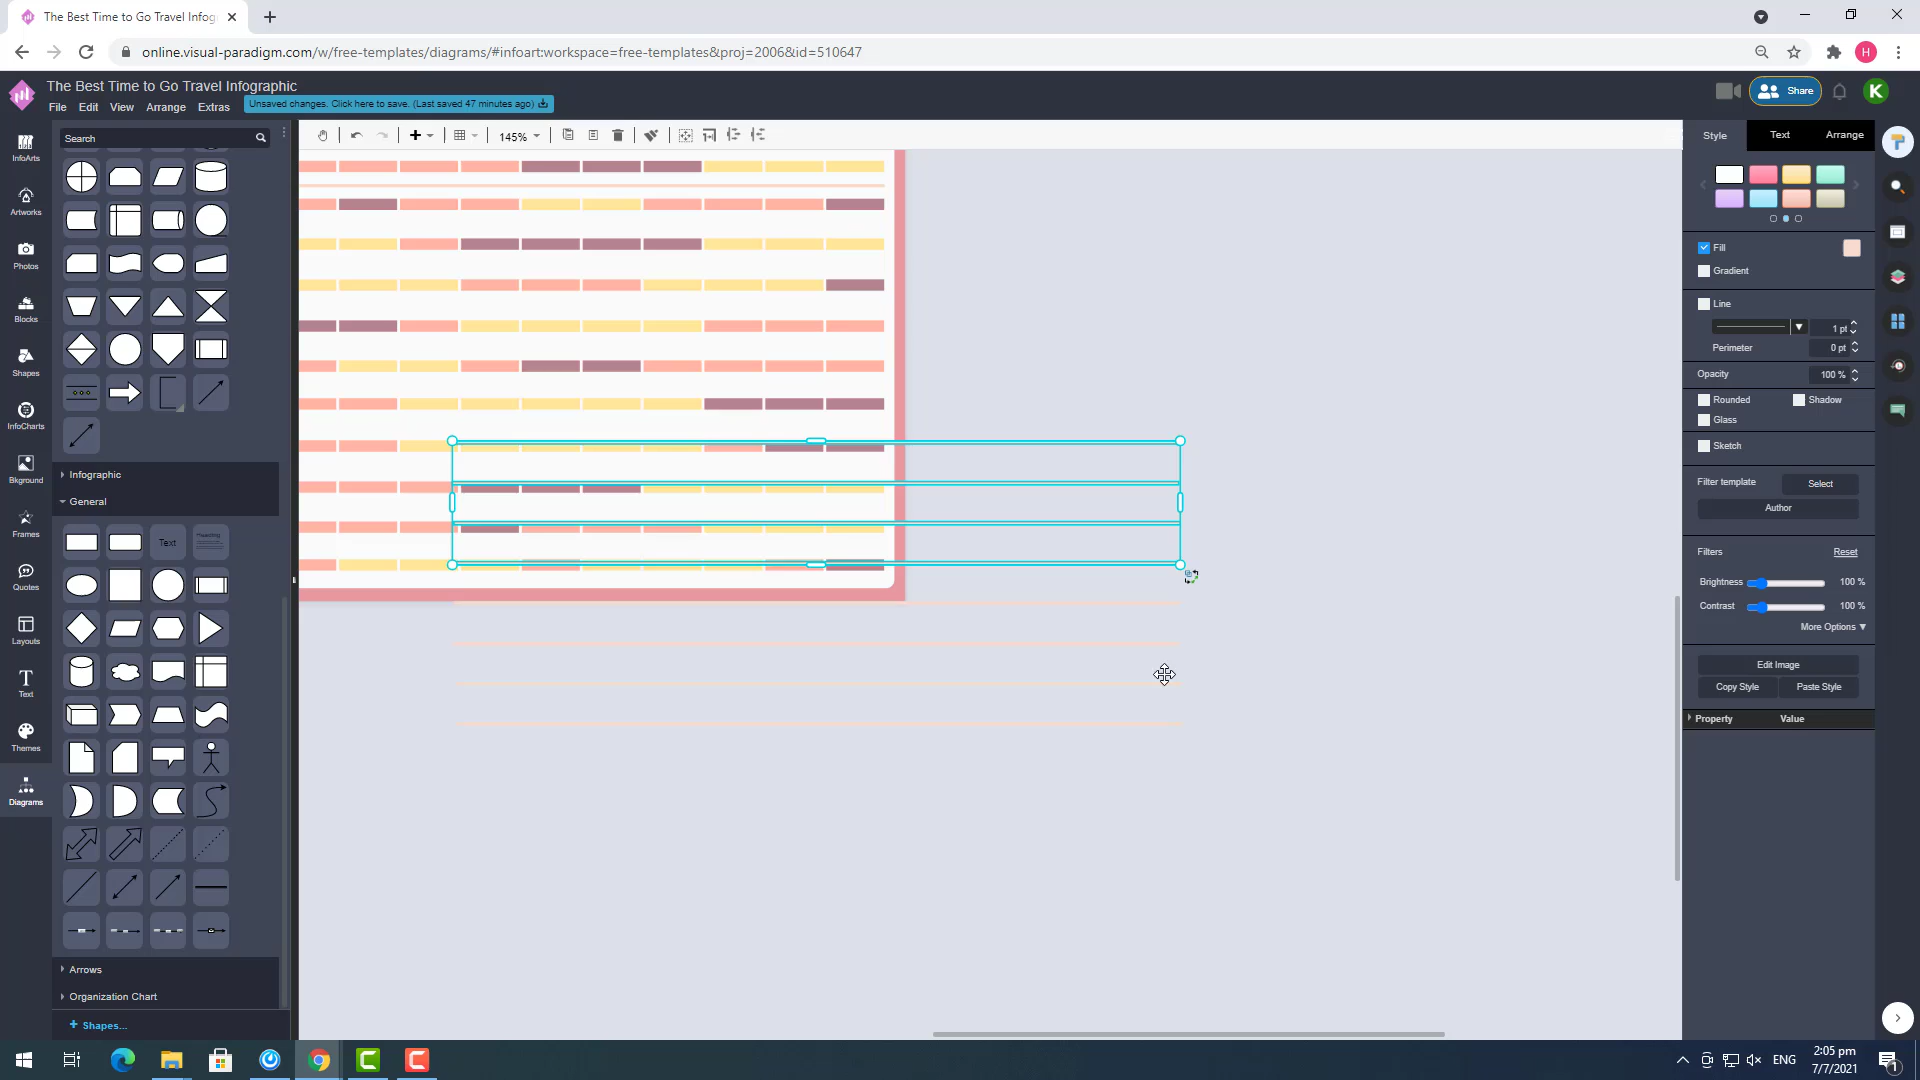 The Best Time to Go Travel Infog
online.visual-paradigm.com/w/free-templates/diagrams/#infoart:workspace=free-templates&proj=2006&id=510647
H
The Best Time to Go Travel Infographic
File Edit View Arrange Extras
Unsaved changes. Click here to save. (Last saved 47 minutes ago)
Share
K
Search
145%
Style Text Arrange
InfoArts
Artworks
Photos
Blocks
Shapes
InfoCharts
Bkground
Frames
Quotes
Layouts
Text
Themes
Diagrams
Infographic
General
Text
Heading
Arrows
Organization Chart
+ Shapes...
Fill
Gradient
Line
1 pt
Perimeter 0 pt
Opacity 100 %
Rounded Shadow
Glass
Sketch
Filter template Select
Author
Filters Reset
Brightness 100 %
Contrast 100 %
More Options ▼
Edit Image
Copy Style Paste Style
Property Value
ENG
2:05 pm
7/7/2021
1